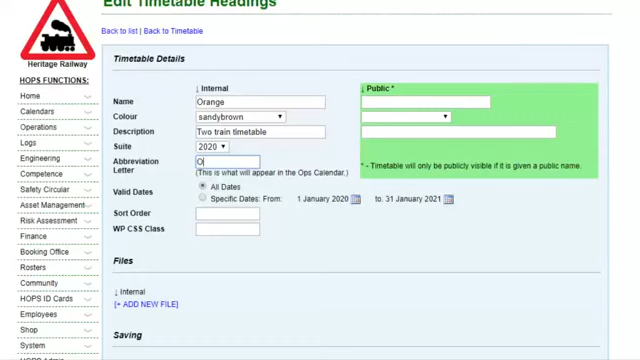 Edit Timetable Headings
Back to list | Back to Timetable
Heritage Railway
HOPS FUNCTIONS:
Home
Calendars
Operations
Logs
Engineering
Competence
Safety Circular
Asset Management
Risk Assessment
Finance
Booking Office
Rosters
Community
HOPS ID Cards
Employees
Shop
System
HOPS Admin
Timetable Details
↓ Internal
↓ Public *
Name
Orange
Colour
sandybrown
Description
Two train timetable
Suite
2020
Abbreviation Letter
O
(This is what will appear in the Ops Calendar.)
* - Timetable will only be publicly visible if it is given a public name.
Valid Dates
All Dates
Specific Dates: From: 1 January 2020 to: 31 January 2021
Sort Order
WP CSS Class
Files
↓ Internal
[+ ADD NEW FILE]
Saving